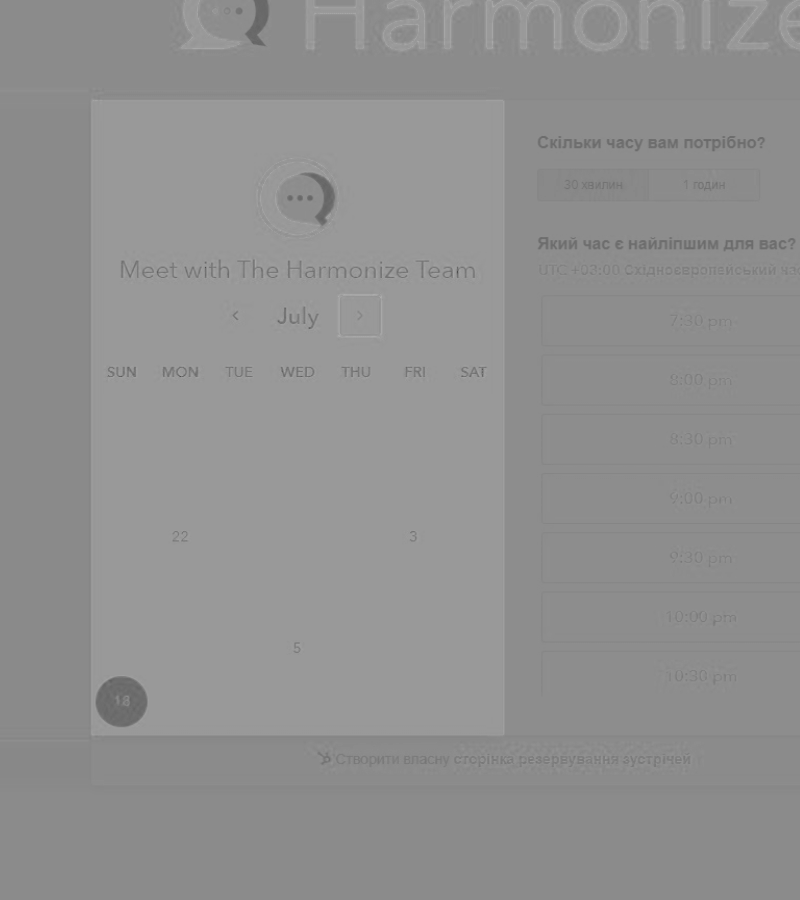 Harmonize
Meet with The Harmonize Team
July
SUN MON TUE WED THU FRI SAT
22 3
5
18
Скільки часу вам потрібно?
30 хвилин 1 годин
Який час є найліпшим для вас?
UTC +03:00 Східноєвропейський час
7:30 pm
8:00 pm
8:30 pm
9:00 pm
9:30 pm
10:00 pm
10:30 pm
Створити власну сторінка резервування зустрічей